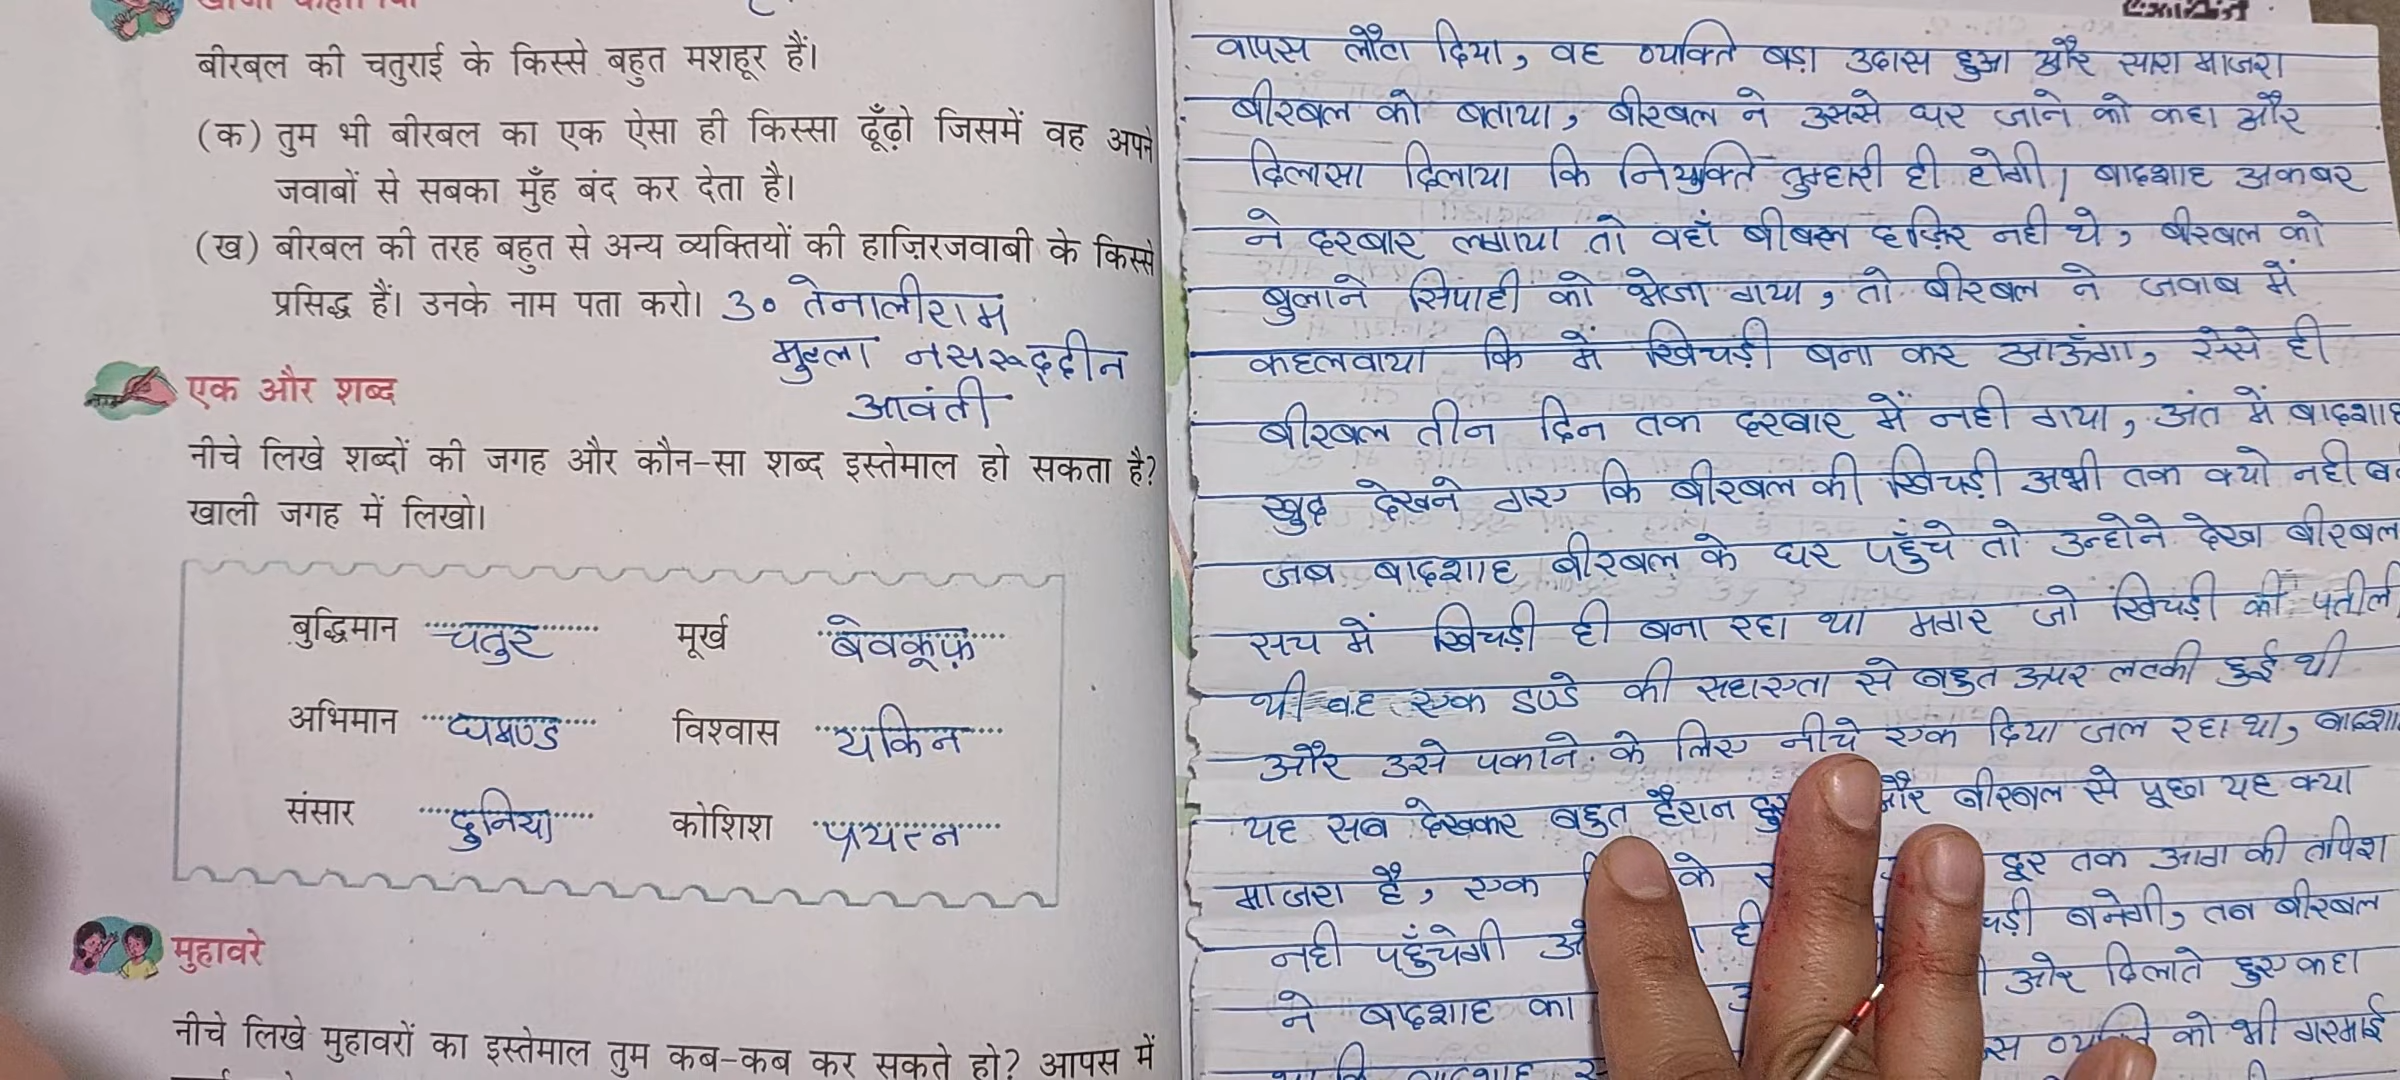 बीरबल की चतुराई के किस्से बहुत मशहूर हैं।
(क) तुम भी बीरबल का एक ऐसा ही किस्सा ढूँढ़ो जिसमें वह अपने
जवाबों से सबका मुँह बंद कर देता है।
(ख) बीरबल की तरह बहुत से अन्य व्यक्तियों की हाज़िरजवाबी के किस्से
प्रसिद्ध हैं। उनके नाम पता करो। उ० तेनालीराम
मुल्ला नसरूद्दीन
आवंती
एक और शब्द
नीचे लिखे शब्दों की जगह और कौन-सा शब्द इस्तेमाल हो सकता है?
खाली जगह में लिखो।
बुद्धिमान चतुर मूर्ख बेवकूफ़
अभिमान घमण्ड विश्वास यकिन
संसार दुनिया कोशिश प्रयत्न
मुहावरे
नीचे लिखे मुहावरों का इस्तेमाल तुम कब-कब कर सकते हो? आपस में
वापस लौटा दिया, वह व्यक्ति बड़ा उदास हुआ और सारा माजरा
बीरबल को बताया, बीरबल ने उससे घर जाने को कहा और
दिलासा दिलाया कि नियुक्ति तुम्हारी ही होगी। बादशाह अकबर
ने दरबार लगाया तो वहाँ बीबल हाज़िर नही थे, बीरबल को
बुलाने सिपाही को भेजा गया, तो बीरबल ने जवाब में
कहलवाया कि में खिचड़ी बना कर आऊँगा, ऐसे ही
बीरबल तीन दिन तक दरबार में नही गया, अंत में बादशाह
खुद देखने गए कि बीरबल की खिचड़ी अभी तक क्यो नही
जब बादशाह बीरबल के घर पहुँचे तो उन्होने देखा बीरबल
सच में खिचड़ी ही बना रहा था मगर जो खिचड़ी की पतीली
थी वह एक डण्डे की सहायता से बहुत ऊपर लटकी हुई थी
और उसे पकाने के लिए नीचे एक दिया जल रहा था,
यह सब देखकर बहुत हैरान और बीरबल से पूछा यह क्या
माजरा है, एक के दूर तक आग की तपिश
नही पहुँचेगी बनेगी, तब बीरबल
ने बादशाह का ओर दिलाते हुए कहा
व्यक्ति को भी गरमाई